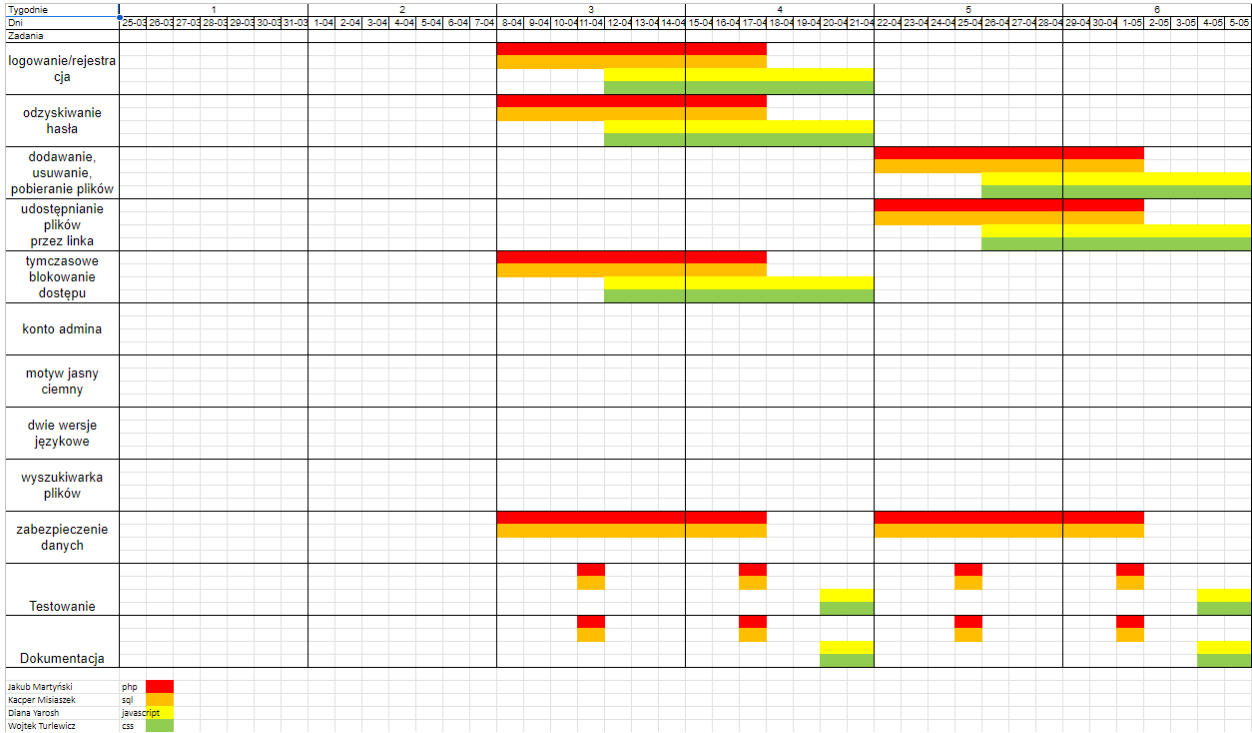 Tygodnie 1 2 3 4 5 6
Dni 25-03 26-03 27-03 28-03 29-03 30-03 31-03 1-04 2-04 3-04 4-04 5-04 6-04 7-04 8-04 9-04 10-04 11-04 12-04 13-04 14-04 15-04 16-04 17-04 18-04 19-04 20-04 21-04 22-04 23-04 24-04 25-04 26-04 27-04 28-04 29-04 30-04 1-05 2-05 3-05 4-05 5-05
Zadania
logowanie/rejestra
cja
odzyskiwanie
hasła
dodawanie,
usuwanie,
pobieranie plików
udostępnianie
plików
przez linka
tymczasowe
blokowanie
dostępu
konto admina
motyw jasny
ciemny
dwie wersje
językowe
wyszukiwarka
plików
zabezpieczenie
danych
Testowanie
Dokumentacja
Jakub Martyński php
Kacper Misiaszek sql
Diana Yarosh javascript
Wojtek Turlewicz css